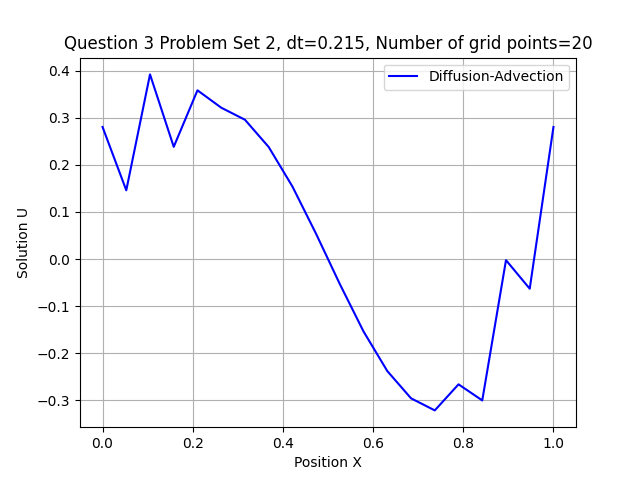 Question 3 Problem Set 2, dt=0.215, Number of grid points=20
Diffusion-Advection
Solution U
0.4
0.3
0.2
0.1
0.0
−0.1
−0.2
−0.3
0.0 0.2 0.4 0.6 0.8 1.0
Position X